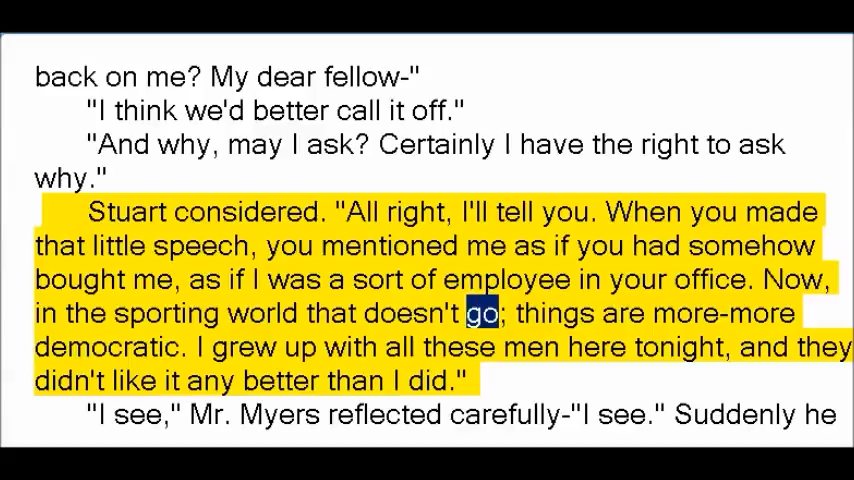 back on me? My dear fellow-"
"I think we'd better call it off."
"And why, may I ask? Certainly I have the right to ask
why."
Stuart considered. "All right, I'll tell you. When you made
that little speech, you mentioned me as if you had somehow
bought me, as if I was a sort of employee in your office. Now,
in the sporting world that doesn't go; things are more-more
democratic. I grew up with all these men here tonight, and they
didn't like it any better than I did."
"I see," Mr. Myers reflected carefully-"I see." Suddenly he